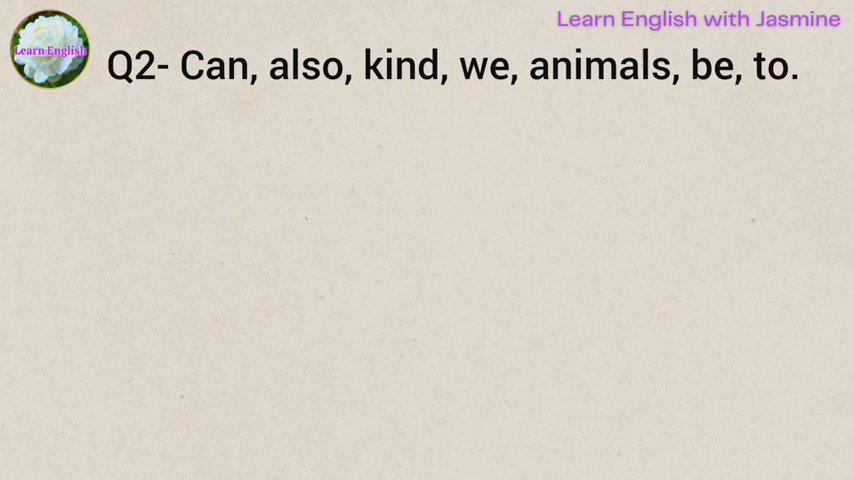 Learn English with Jasmine
Learn English
Q2- Can, also, kind, we, animals, be, to.